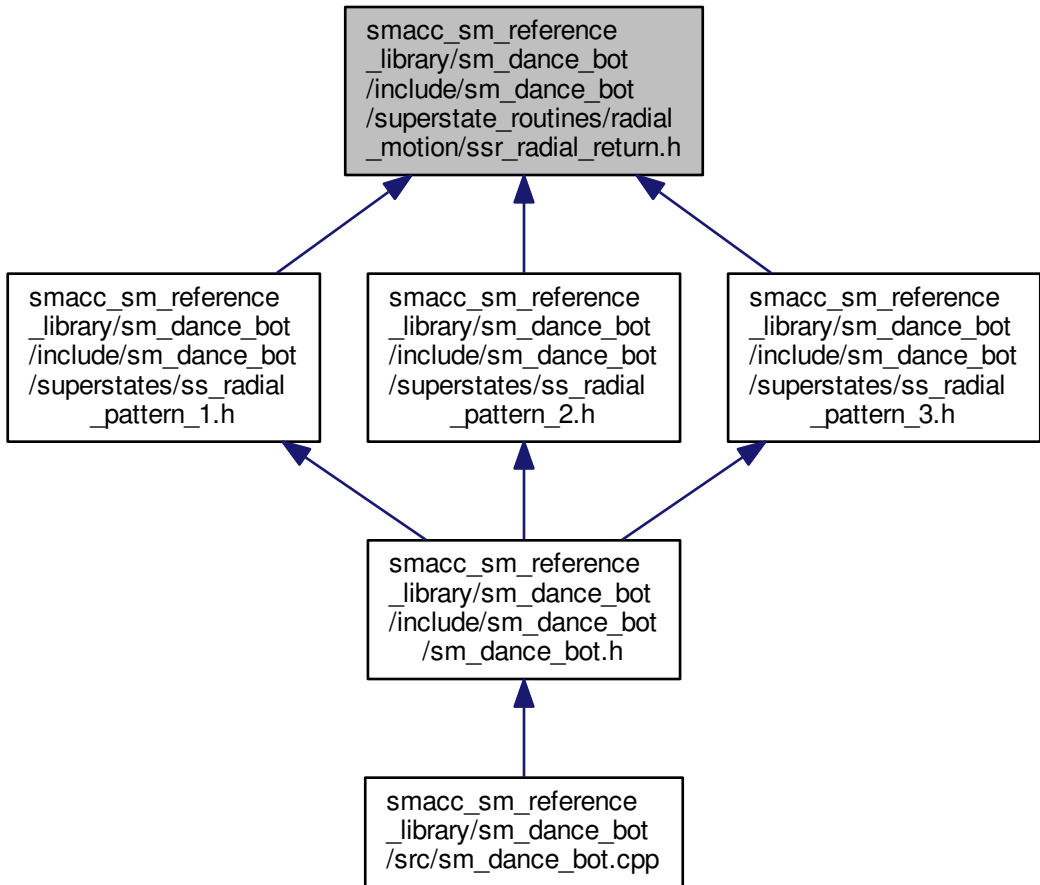 smacc_sm_reference
_library/sm_dance_bot
/include/sm_dance_bot
/superstate_routines/radial
_motion/ssr_radial_return.h
smacc_sm_reference
_library/sm_dance_bot
/include/sm_dance_bot
/superstates/ss_radial
_pattern_1.h
smacc_sm_reference
_library/sm_dance_bot
/include/sm_dance_bot
/superstates/ss_radial
_pattern_2.h
smacc_sm_reference
_library/sm_dance_bot
/include/sm_dance_bot
/superstates/ss_radial
_pattern_3.h
smacc_sm_reference
_library/sm_dance_bot
/include/sm_dance_bot
/sm_dance_bot.h
smacc_sm_reference
_library/sm_dance_bot
/src/sm_dance_bot.cpp